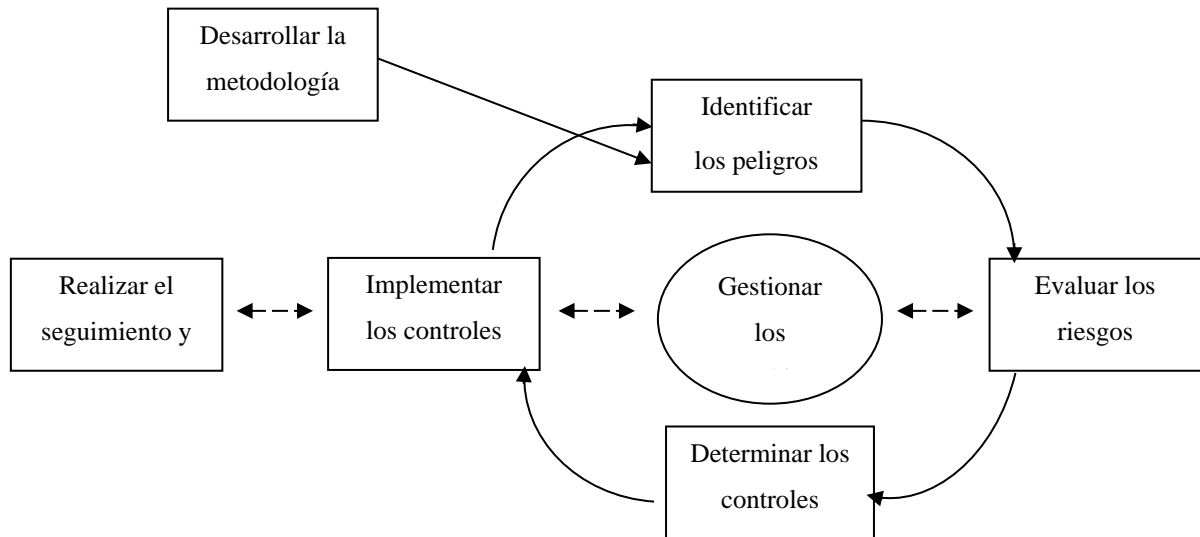 Desarrollar la
metodología
Identificar
los peligros
Realizar el
seguimiento y
Implementar
los controles
Gestionar
los
Evaluar los
riesgos
Determinar los
controles